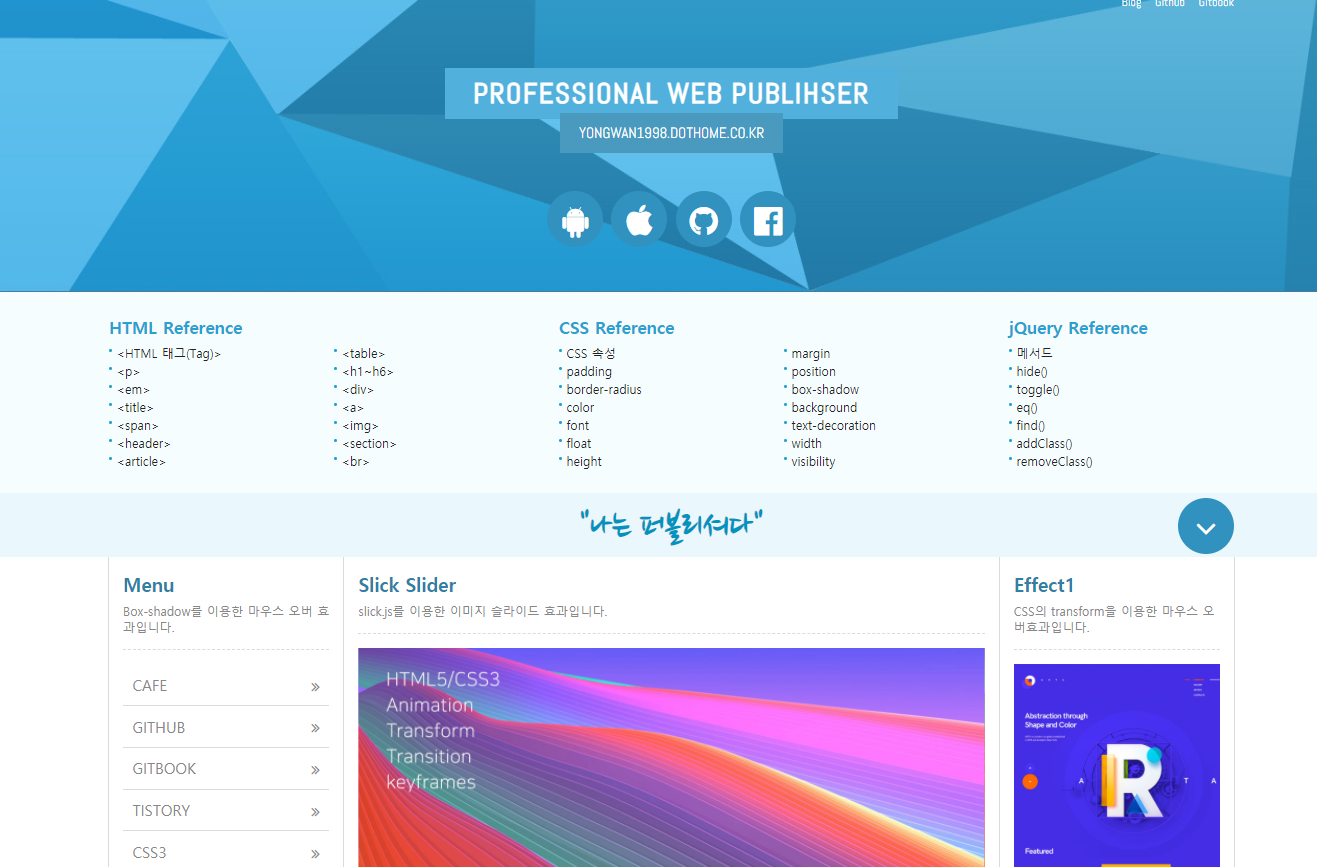 Blog Github Gitbook
PROFESSIONAL WEB PUBLIHSER
YONGWAN1998.DOTHOME.CO.KR
HTML Reference
<HTML 태그(Tag)>
<p>
<em>
<title>
<span>
<header>
<article>
<table>
<h1~h6>
<div>
<a>
<img>
<section>
<br>
CSS Reference
CSS 속성
padding
border-radius
color
font
float
height
margin
position
box-shadow
background
text-decoration
width
visibility
jQuery Reference
메서드
hide()
toggle()
eq()
find()
addClass()
removeClass()
"나는 퍼블리셔다"
Menu
Box-shadow를 이용한 마우스 오버 효
과입니다.
CAFE
GITHUB
GITBOOK
TISTORY
CSS3
Slick Slider
slick.js를 이용한 이미지 슬라이드 효과입니다.
HTML5/CSS3
Animation
Transform
Transition
keyframes
Effect1
CSS의 transform을 이용한 마우스 오
버효과입니다.
Abstraction through
Shape and Color
A R T A
Featured